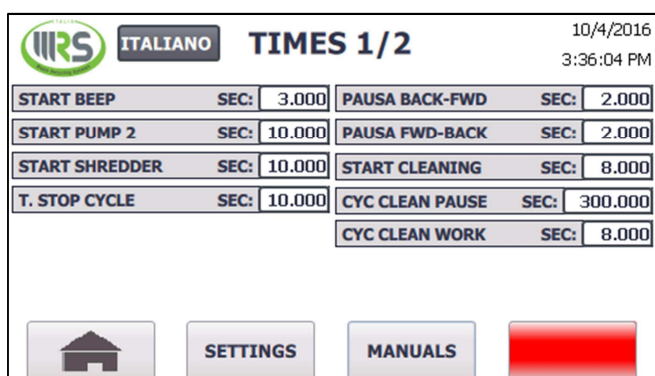 ITALIA
WRS
ITALIANO
TIMES 1/2
10/4/2016
3:36:04 PM
START BEEP SEC: 3.000
START PUMP 2 SEC: 10.000
START SHREDDER SEC: 10.000
T. STOP CYCLE SEC: 10.000
PAUSA BACK-FWD SEC: 2.000
PAUSA FWD-BACK SEC: 2.000
START CLEANING SEC: 8.000
CYC CLEAN PAUSE SEC: 300.000
CYC CLEAN WORK SEC: 8.000
SETTINGS
MANUALS